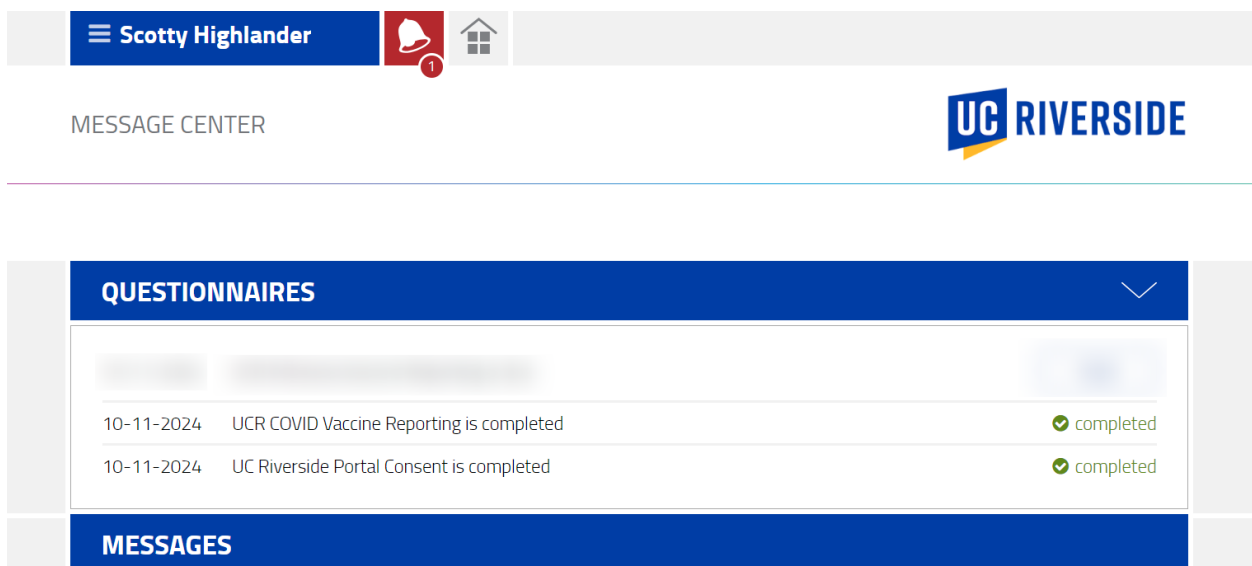 Scotty Highlander
1
MESSAGE CENTER
UC RIVERSIDE
QUESTIONNAIRES
10-11-2024 UCR COVID Vaccine Reporting is completed completed
10-11-2024 UC Riverside Portal Consent is completed completed
MESSAGES